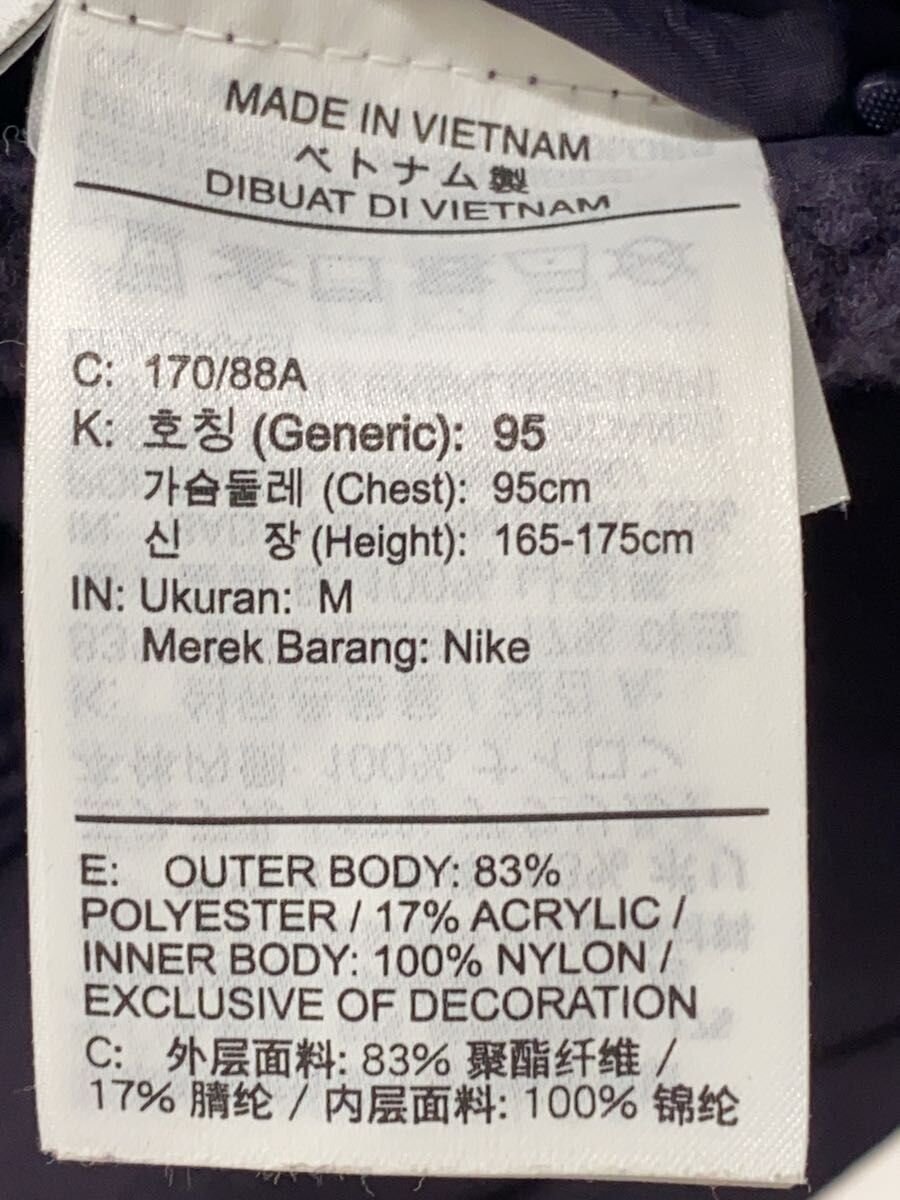 MADE IN VIETNAM
ベトナム製
DIBUAT DI VIETNAM
C: 170/88A
K: 호칭 (Generic): 95
가슴둘레 (Chest): 95cm
신 장 (Height): 165-175cm
IN: Ukuran: M
Merek Barang: Nike
E: OUTER BODY: 83%
POLYESTER / 17% ACRYLIC /
INNER BODY: 100% NYLON /
EXCLUSIVE OF DECORATION
C: 外层面料: 83% 聚酯纤维 /
17% 腈纶 / 内层面料: 100% 锦纶